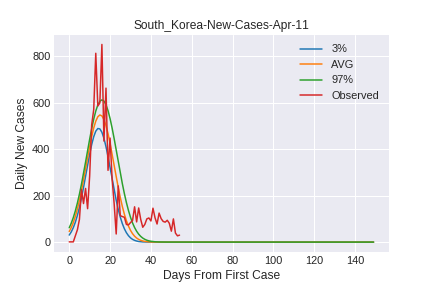 South_Korea-New-Cases-Apr-11
800
600
400
200
0
Daily New Cases
3%
AVG
97%
Observed
0 20 40 60 80 100 120 140
Days From First Case